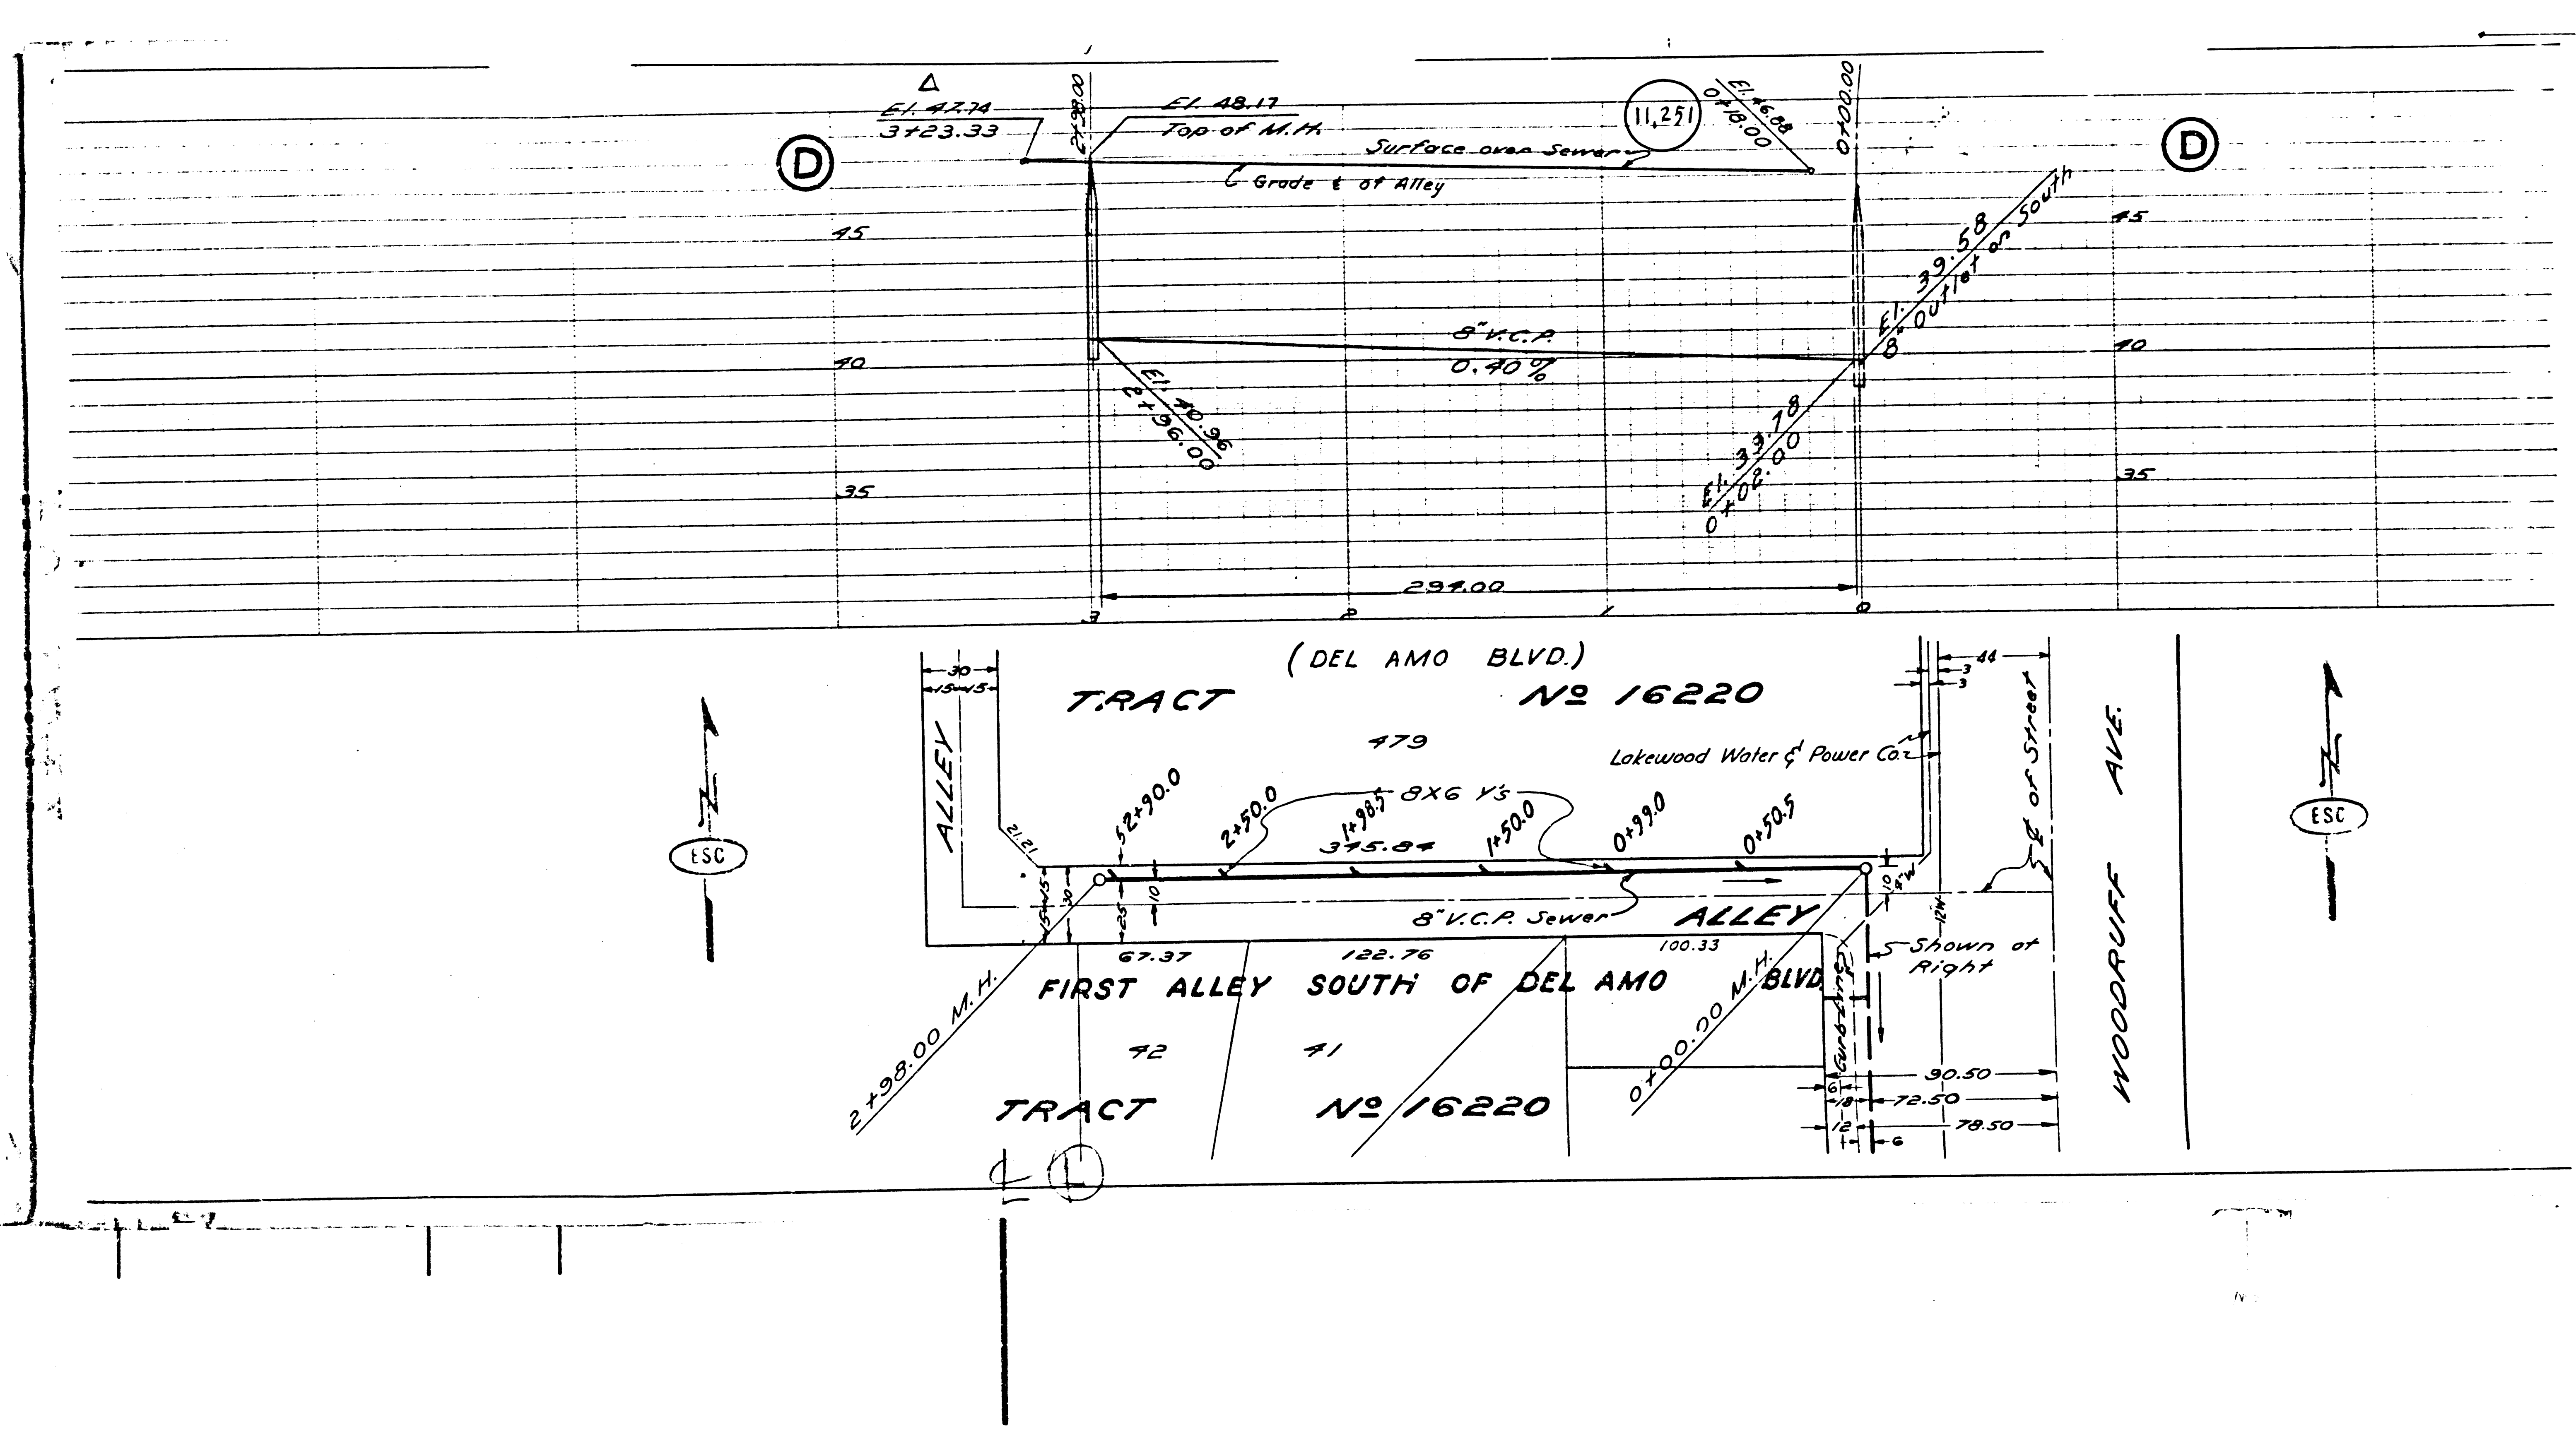 Δ
El. 47.74
3+23.33
2+98.00
El. 48.17
Top of M.H.
11,251
El. 46.88
0+18.00
0+00.00
D
D
Surface over Sewer
Grade ℄ of Alley
45
45
El. 39.58
8" Outlet on South
8" V.C.P.
0.40%
40
40
El. 40.96
2+96.00
El. 39.78
0+02.00
35
35
294.00
3
2
1
0
(DEL AMO BLVD.)
30
15
15
44
3
3
TRACT
Nº 16220
479
Lakewood Water & Power Co.
℄ of Street
ALLEY
WOODRUFF AVE.
8X6 Y's
5
2+90.0
2+50.0
1+98.5
1+50.0
0+99.0
0+50.5
375.84
21.21
ESC
ESC
15
15
30
25
10
10
8" V.C.P. Sewer
ALLEY
12W
67.37
122.76
100.33
Shown at
Right
FIRST ALLEY SOUTH OF DEL AMO BLVD.
Curb Line
2+98.00 M.H.
0+00.00 M.H.
42
41
90.50
6
18
72.50
TRACT
Nº 16220
12
78.50
6
L